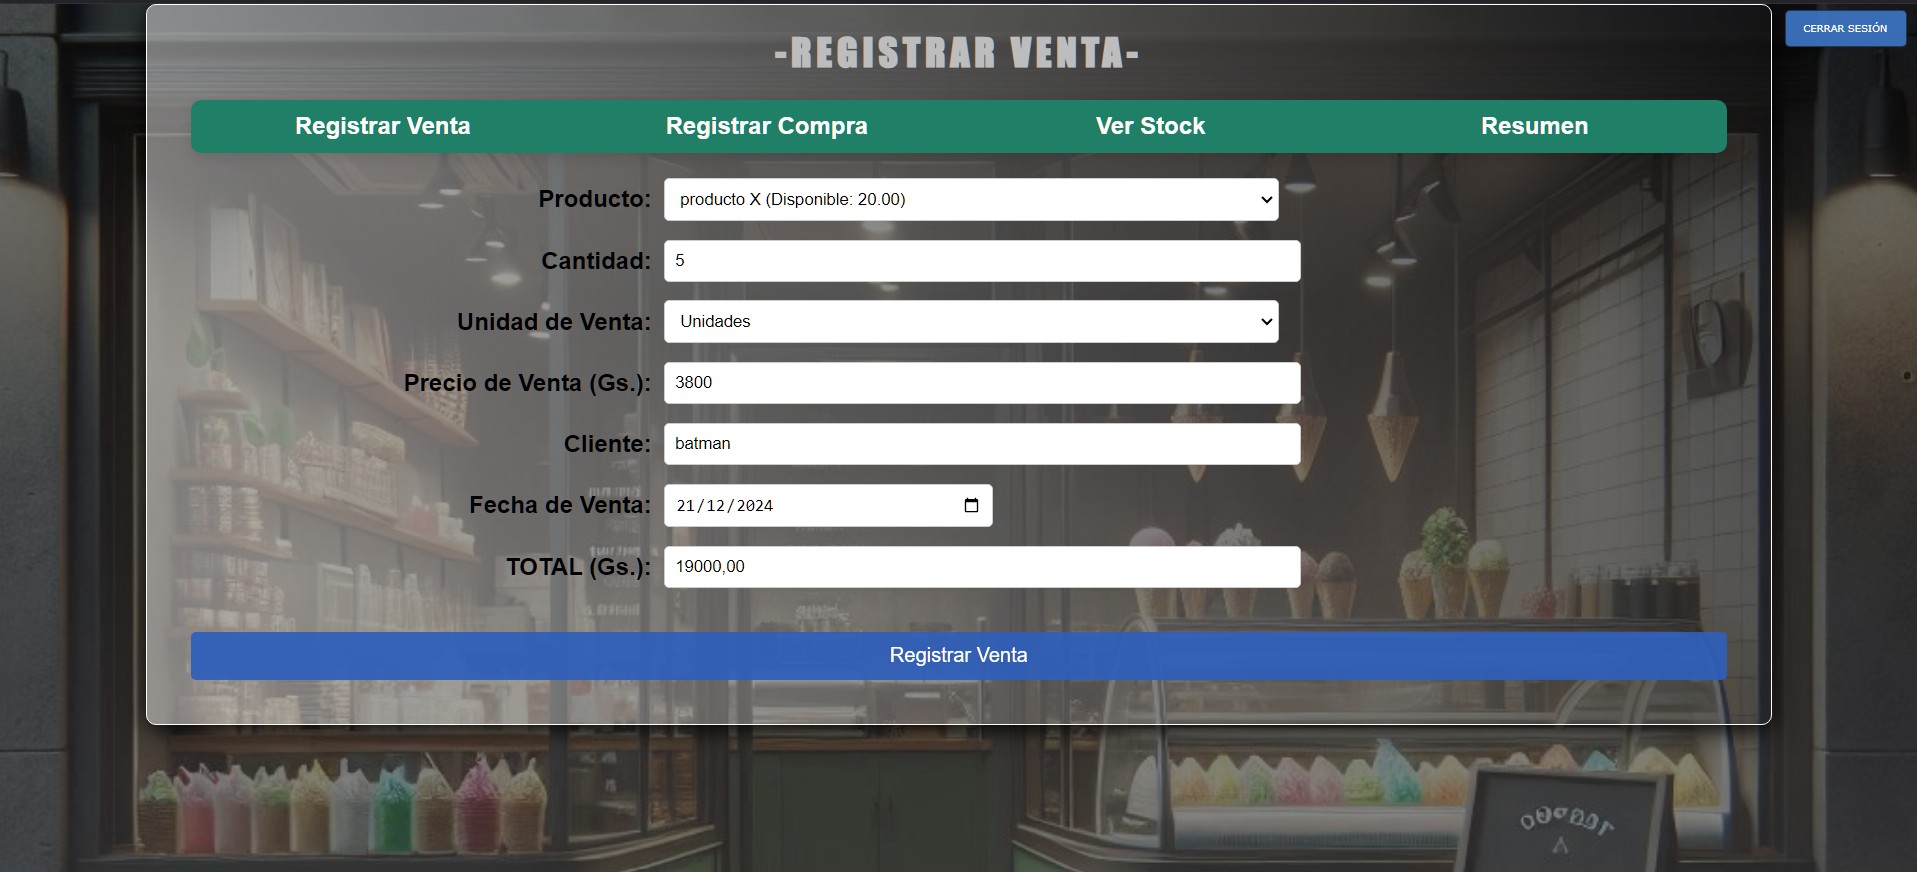 -REGISTRAR VENTA-
CERRAR SESIÓN
Registrar Venta Registrar Compra Ver Stock Resumen
Producto: producto X (Disponible: 20.00)
Cantidad: 5
Unidad de Venta: Unidades
Precio de Venta (Gs.): 3800
Cliente: batman
Fecha de Venta: 21/12/2024
TOTAL (Gs.): 19000,00
Registrar Venta